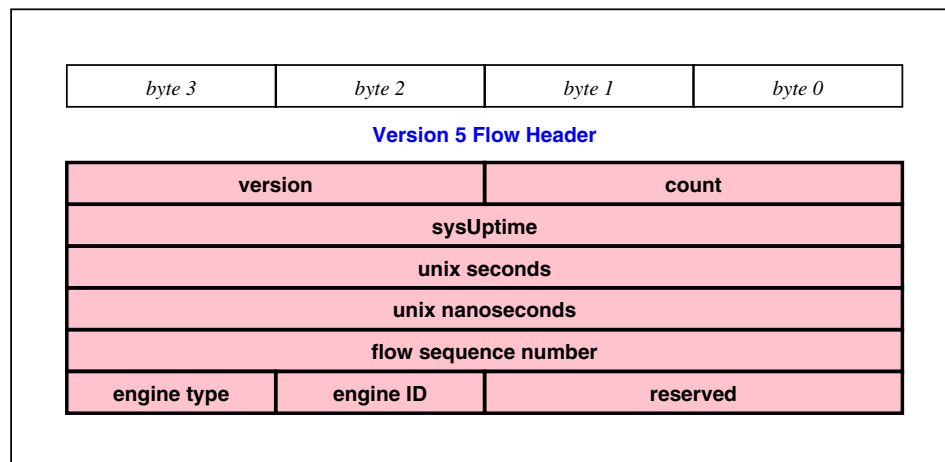 byte 3 byte 2 byte 1 byte 0
Version 5 Flow Header
version count
sysUptime
unix seconds
unix nanoseconds
flow sequence number
engine type engine ID reserved